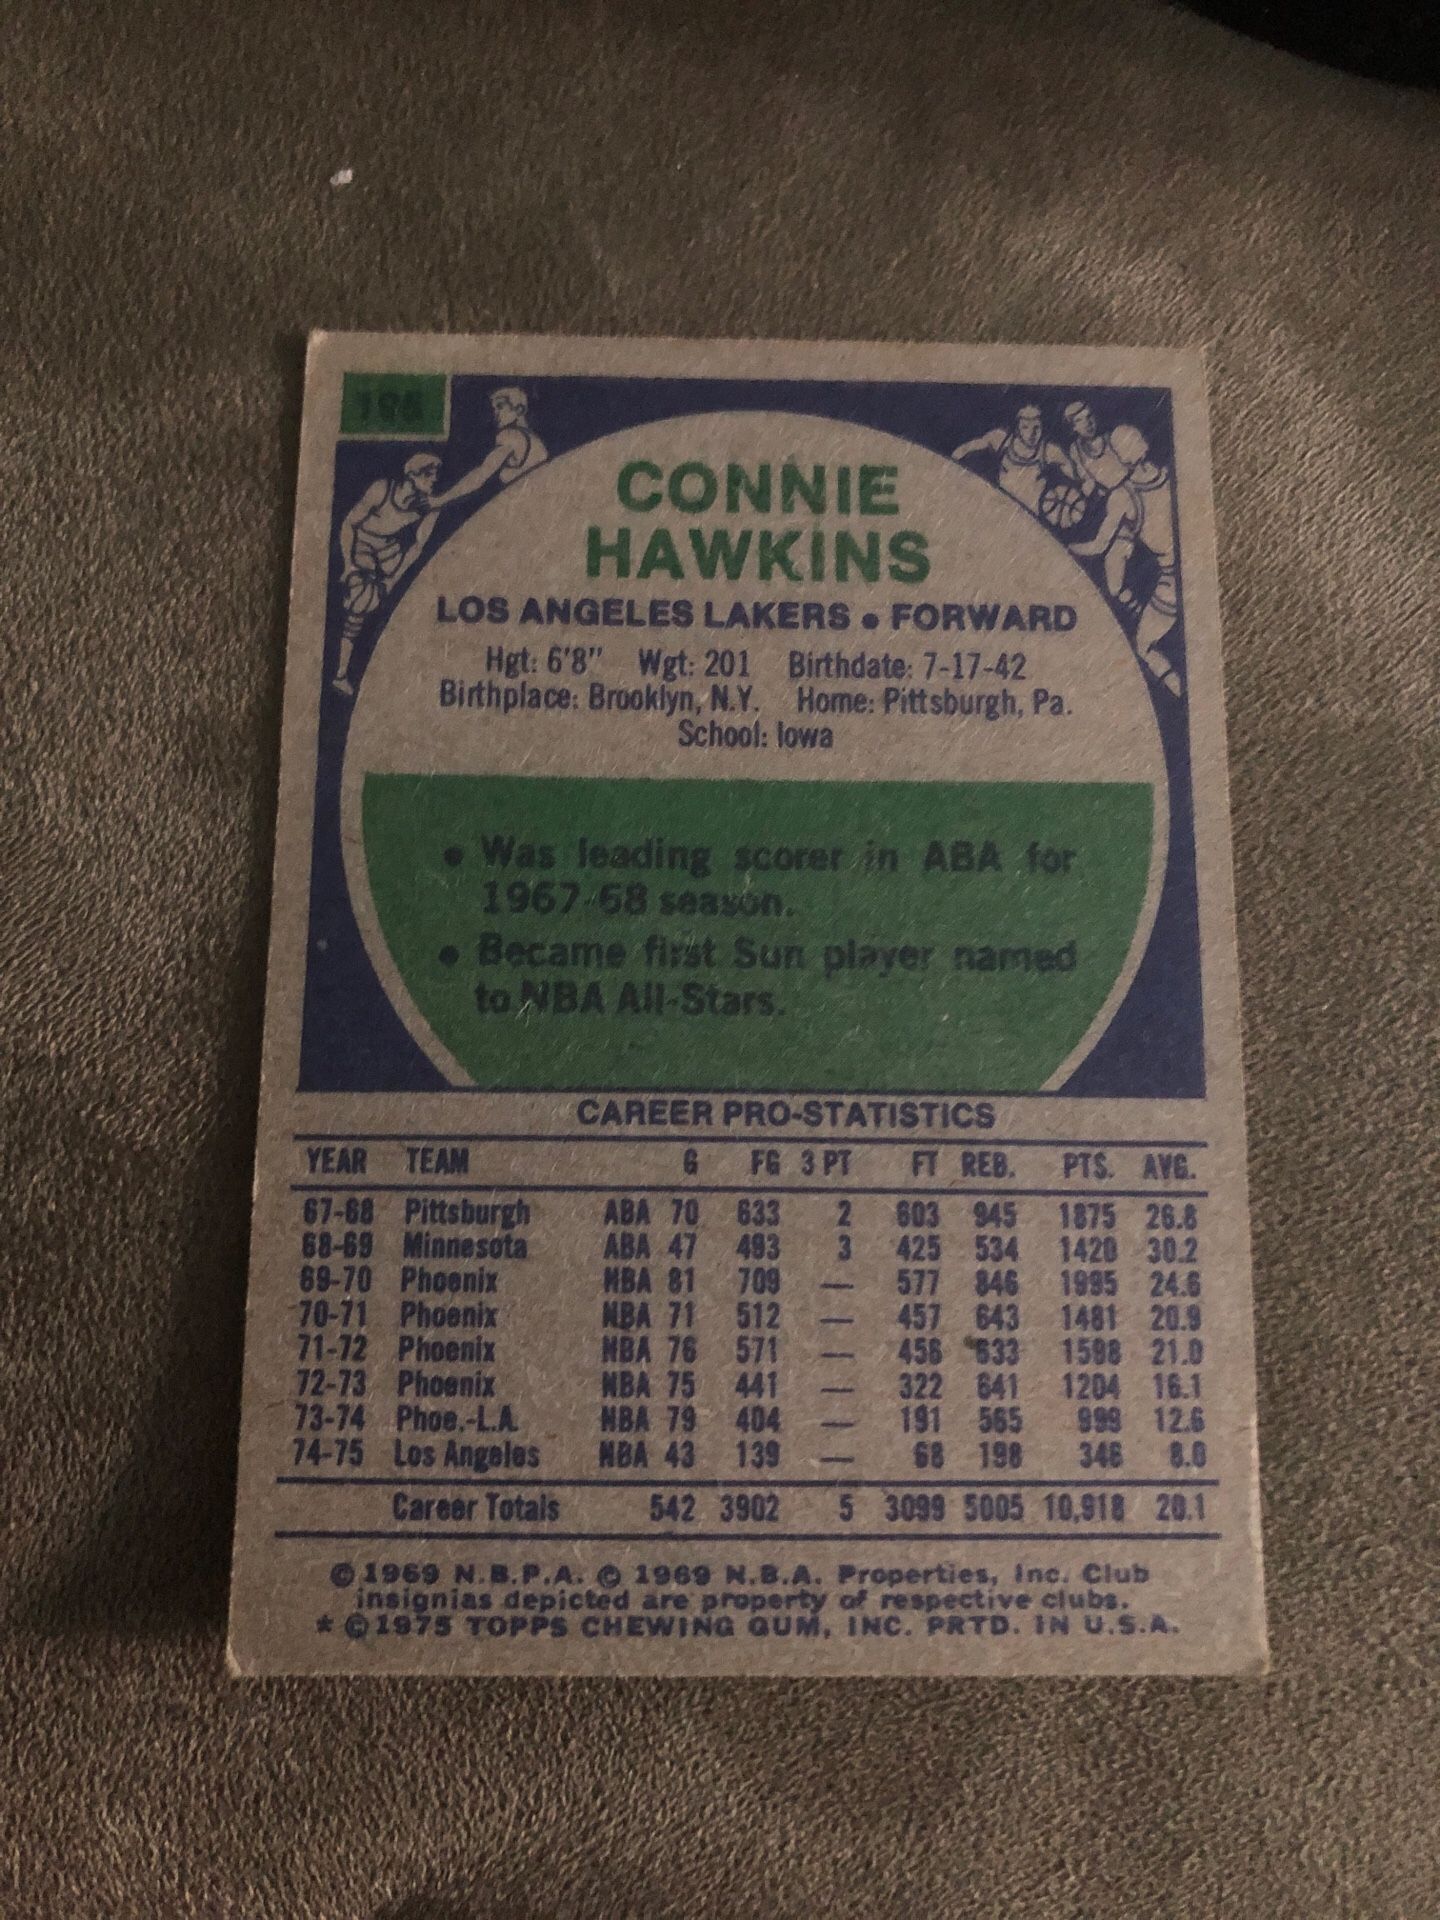 195
CONNIE
HAWKINS
LOS ANGELES LAKERS • FORWARD
Hgt: 6'8" Wgt: 201 Birthdate: 7-17-42
Birthplace: Brooklyn, N.Y. Home: Pittsburgh, Pa.
School: Iowa
• Was leading scorer in ABA for
1967-68 season.
• Became first Sun player named
to NBA All-Stars.
CAREER PRO-STATISTICS
YEAR TEAM G FG 3 PT FT REB. PTS. AVG.
67-68 Pittsburgh ABA 70 633 2 603 945 1875 26.8
68-69 Minnesota ABA 47 493 3 425 534 1420 30.2
69-70 Phoenix NBA 81 709 — 577 846 1995 24.6
70-71 Phoenix NBA 71 512 — 457 643 1481 20.9
71-72 Phoenix NBA 76 571 — 456 633 1598 21.0
72-73 Phoenix NBA 75 441 — 322 641 1204 16.1
73-74 Phoe.-L.A. NBA 79 404 — 191 565 999 12.6
74-75 Los Angeles NBA 43 139 — 68 198 346 8.0
Career Totals 542 3902 5 3099 5005 10,918 20.1
© 1969 N.B.P.A. © 1969 N.B.A. Properties, Inc. Club
insignias depicted are property of respective clubs.
* © 1975 TOPPS CHEWING GUM, INC. PRTD. IN U.S.A.